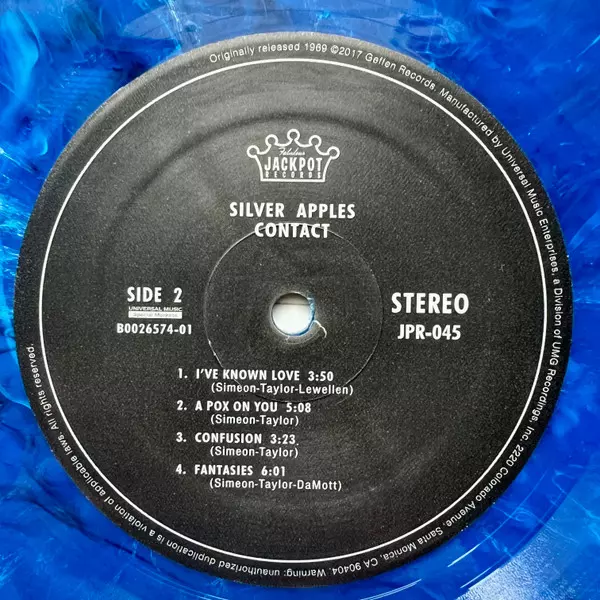 Originally released 1969 ©2017 Geffen Records. Manufactured by Universal Music Enterprises, a Division of UMG Recordings, Inc. 2220 Colorado Avenue, Santa Monica, CA 90404. Warning: unauthorized duplication is a violation of applicable laws. All rights reserved.
Fabulous
JACKPOT
RECORDS
SILVER APPLES
CONTACT
SIDE 2
UNIVERSAL MUSIC
Special Markets
B0026574-01
STEREO
JPR-045
1. I'VE KNOWN LOVE 3:50
(Simeon-Taylor-Lewellen)
2. A POX ON YOU 5:08
(Simeon-Taylor)
3. CONFUSION 3:23
(Simeon-Taylor)
4. FANTASIES 6:01
(Simeon-Taylor-DaMott)